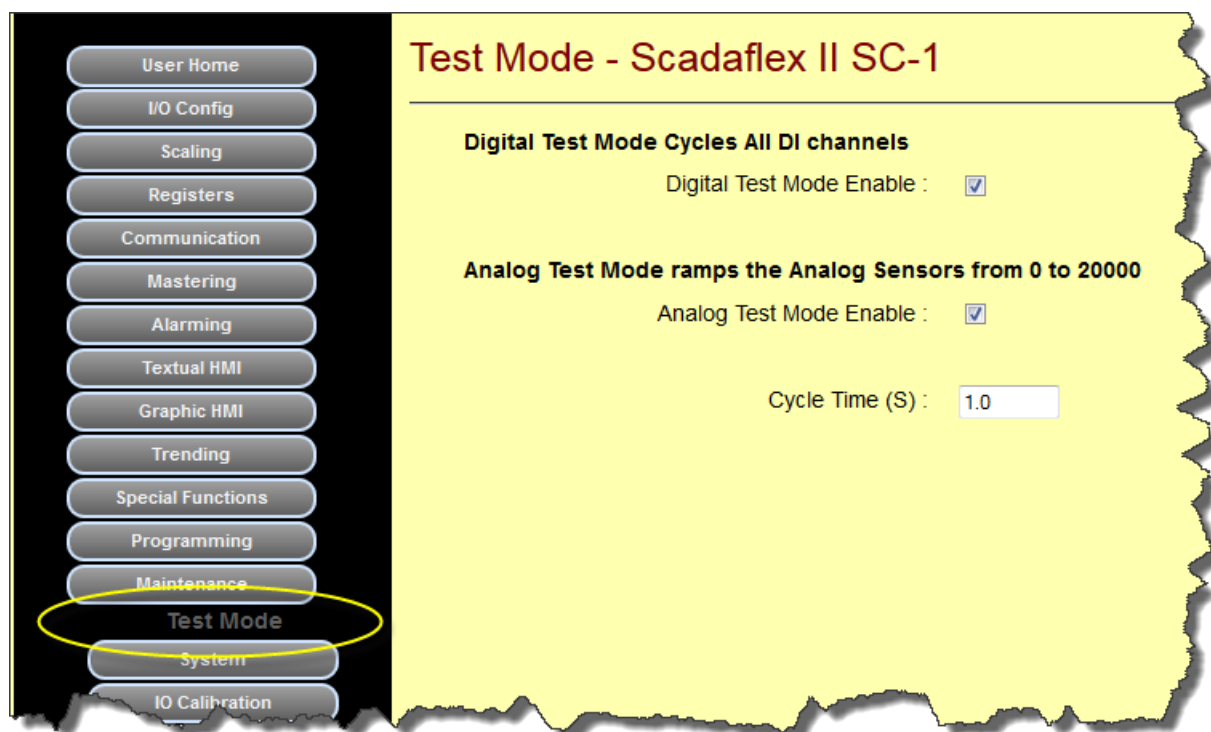 User Home
I/O Config
Scaling
Registers
Communication
Mastering
Alarming
Textual HMI
Graphic HMI
Trending
Special Functions
Programming
Maintenance
Test Mode
System
IO Calibration
Test Mode - Scadaflex II SC-1
Digital Test Mode Cycles All DI channels
Digital Test Mode Enable :
Analog Test Mode ramps the Analog Sensors from 0 to 20000
Analog Test Mode Enable :
Cycle Time (S) : 1.0